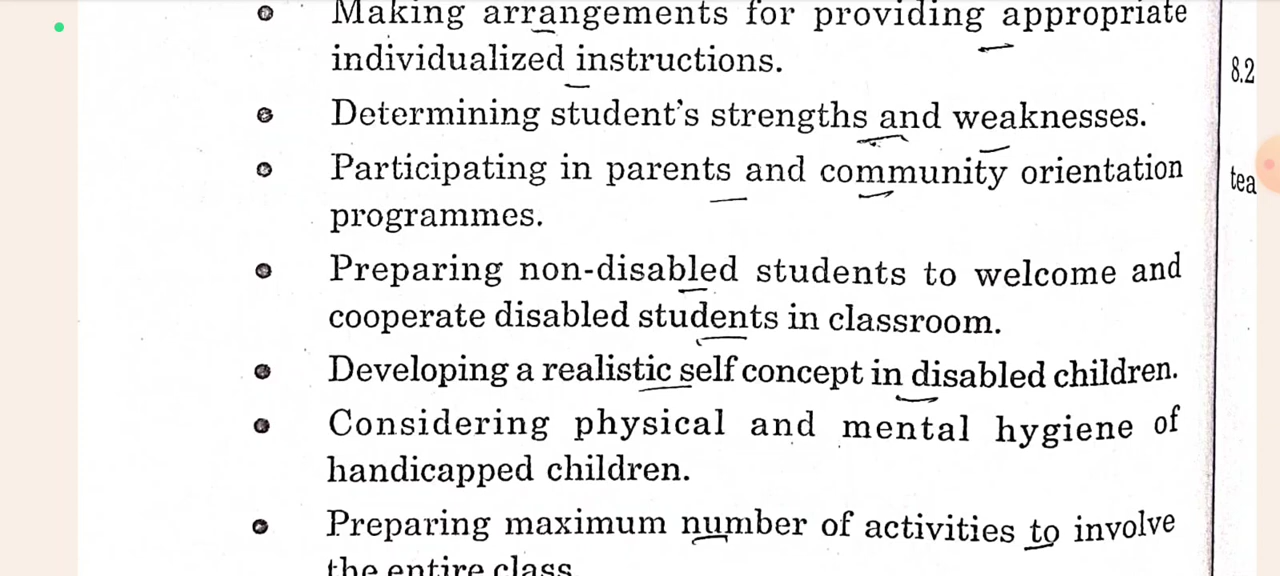 • Making arrangements for providing appropriate
individualized instructions.
8.2
• Determining student's strengths and weaknesses.
• Participating in parents and community orientation
tea
programmes.
• Preparing non-disabled students to welcome and
cooperate disabled students in classroom.
• Developing a realistic self concept in disabled children.
• Considering physical and mental hygiene of
handicapped children.
• Preparing maximum number of activities to involve
the entire class.